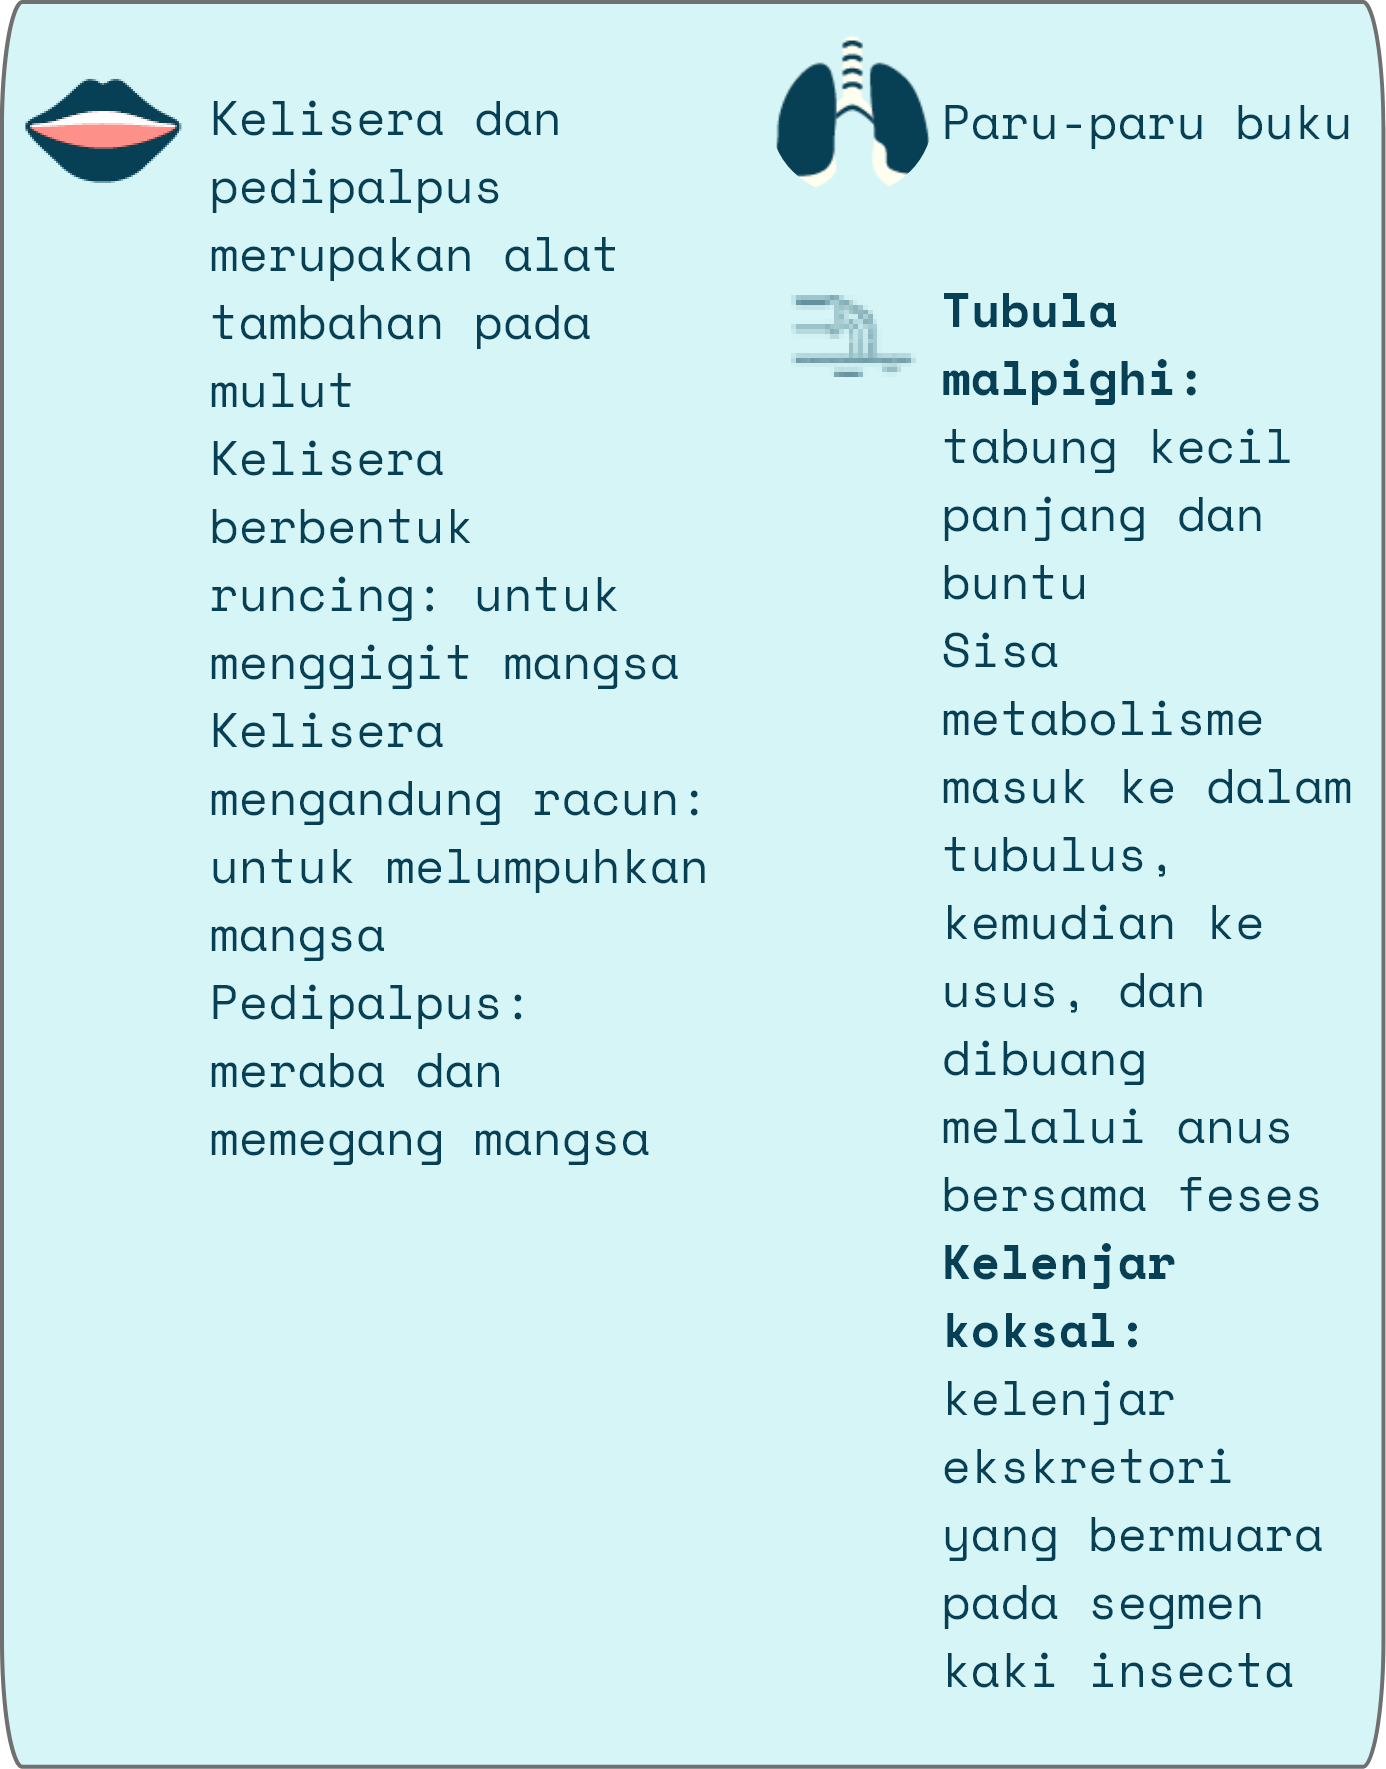 Kelisera dan
pedipalpus
merupakan alat
tambahan pada
mulut
Kelisera
berbentuk
runcing: untuk
menggigit mangsa
Kelisera
mengandung racun:
untuk melumpuhkan
mangsa
Pedipalpus:
meraba dan
memegang mangsa
Paru-paru buku
Tubula
malpighi:
tabung kecil
panjang dan
buntu
Sisa
metabolisme
masuk ke dalam
tubulus,
kemudian ke
usus, dan
dibuang
melalui anus
bersama feses
Kelenjar
koksal:
kelenjar
ekskretori
yang bermuara
pada segmen
kaki insecta